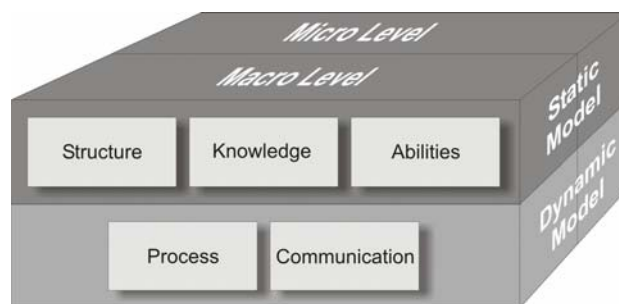 Micro Level
Macro Level
Static
Model
Structure
Knowledge
Abilities
Dynamic
Model
Process
Communication